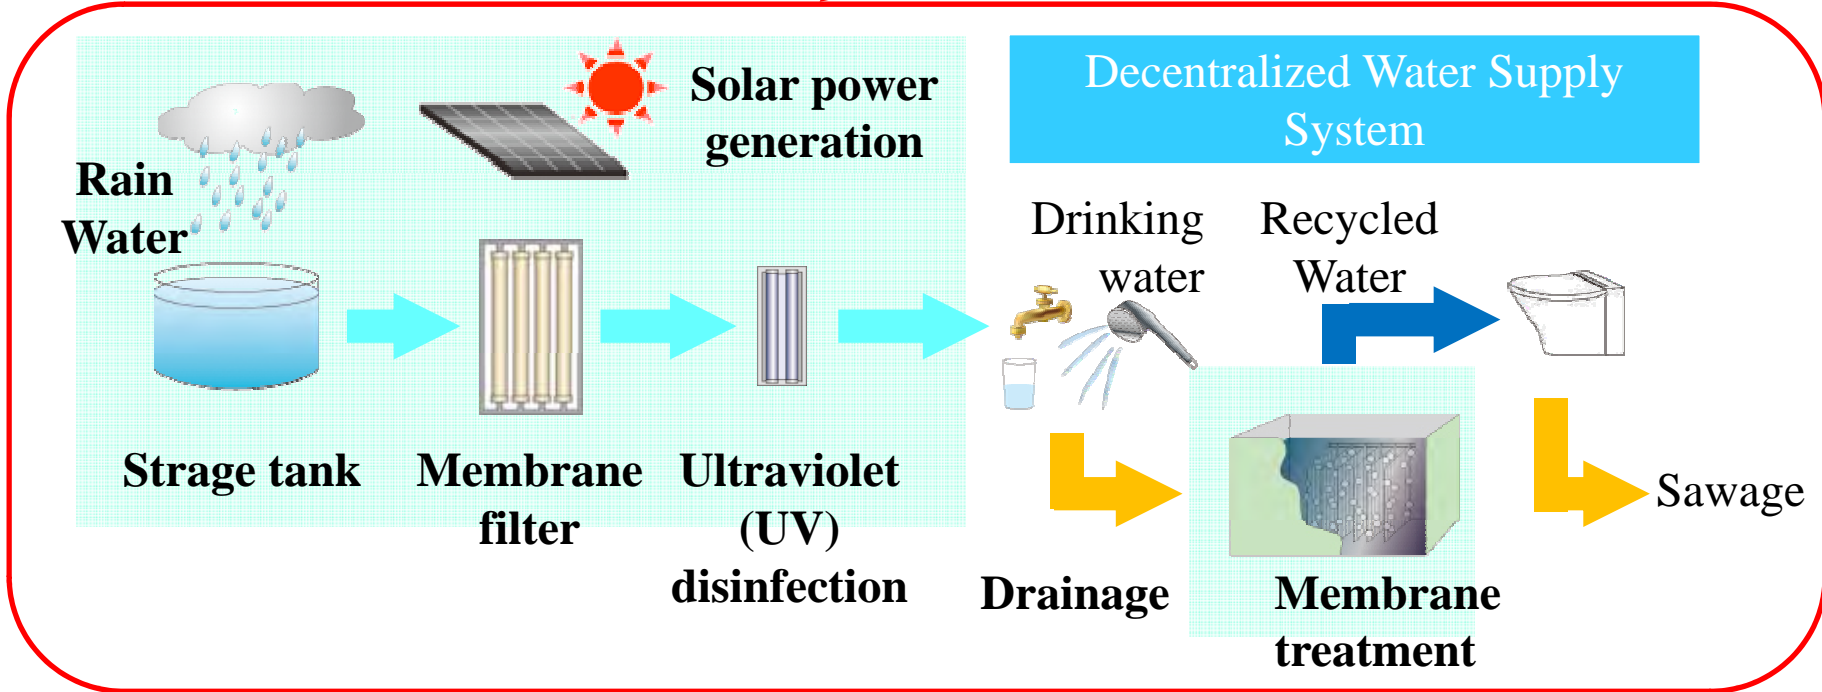 Solar power
generation
Decentralized Water Supply
System
Rain
Water
Drinking
water
Recycled
Water
Strage tank
Membrane
filter
Ultraviolet
(UV)
disinfection
Sawage
Drainage
Membrane
treatment